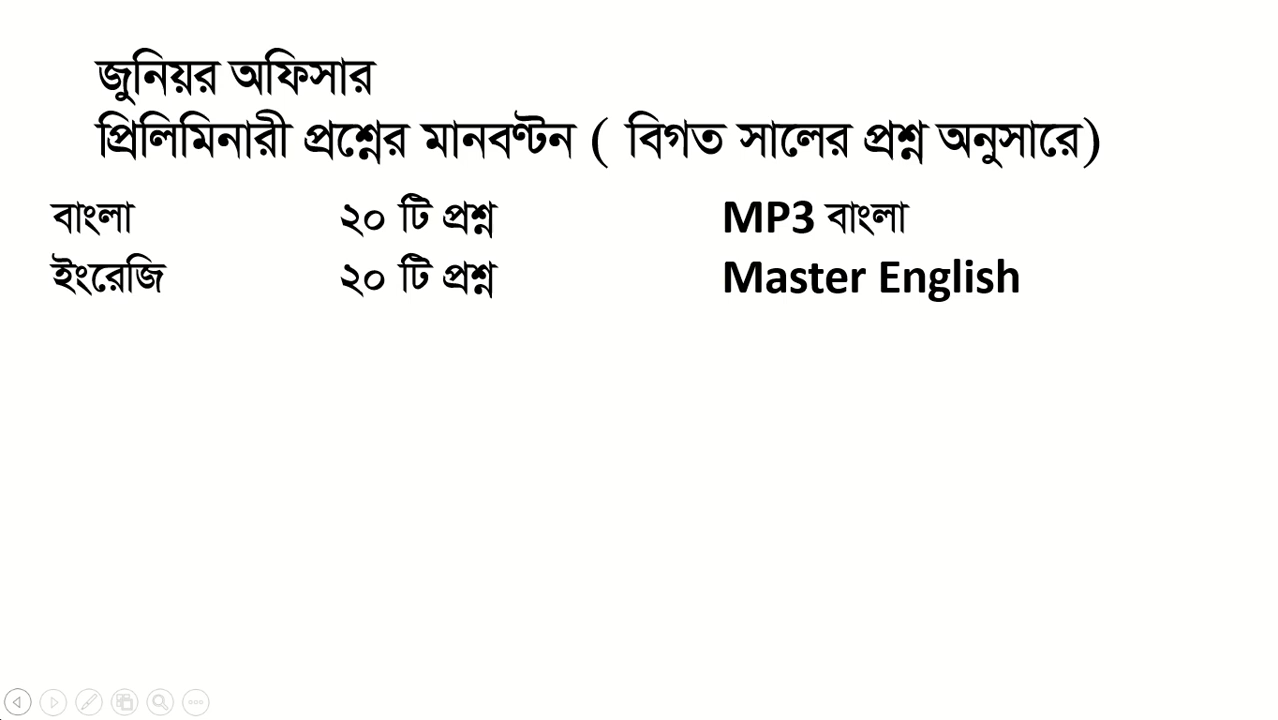 জুনিয়র অফিসার
প্রিলিমিনারী প্রশ্নের মানবণ্টন ( বিগত সালের প্রশ্ন অনুসারে)
বাংলা ২০ টি প্রশ্ন MP3 বাংলা
ইংরেজি ২০ টি প্রশ্ন Master English